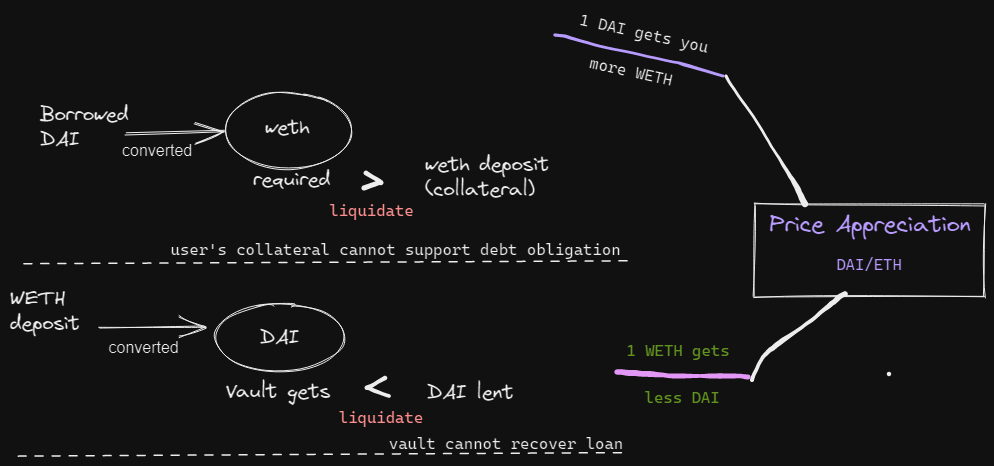 1 DAI gets you
more WETH
Borrowed
DAI
converted
weth
required
>
weth deposit
(collateral)
liquidate
user's collateral cannot support debt obligation
Price Appreciation
DAI/ETH
WETH
deposit
converted
DAI
Vault gets
<
DAI lent
liquidate
vault cannot recover loan
1 WETH gets
less DAI